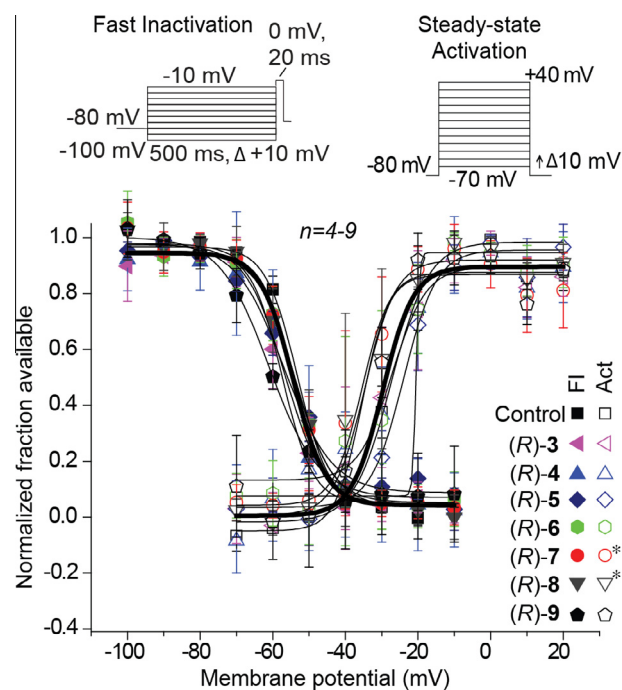 Fast Inactivation
0 mV,
20 ms
-10 mV
-80 mV
-100 mV
500 ms, Δ +10 mV
Steady-state
Activation
+40 mV
-80 mV
-70 mV
Δ10 mV
n=4-9
Normalized fraction available
1.0
0.8
0.6
0.4
0.2
0.0
-0.2
-0.4
-100
-80
-60
-40
-20
0
20
Membrane potential (mV)
FI
Act
Control
(R)-3
(R)-4
(R)-5
(R)-6
(R)-7 *
(R)-8 *
(R)-9